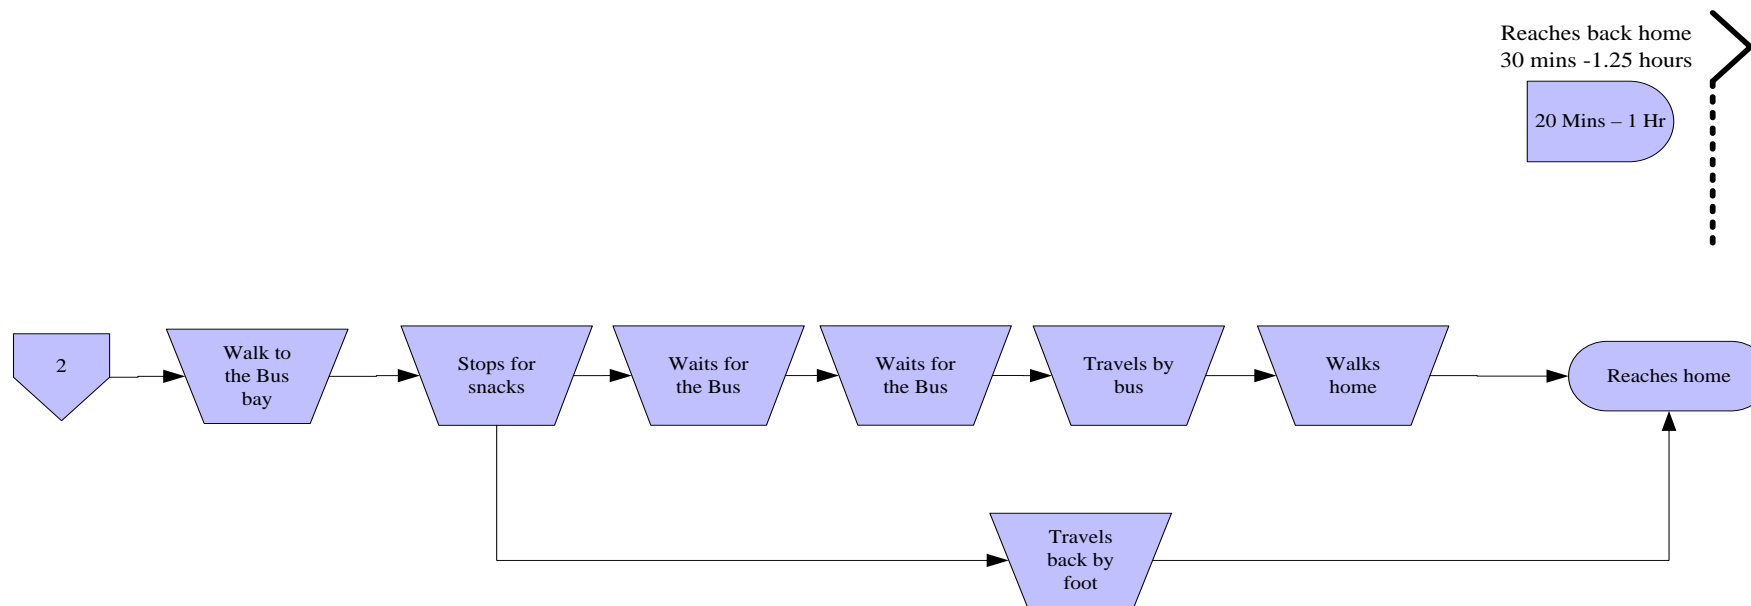 Reaches back home
30 mins -1.25 hours
20 Mins – 1 Hr
2
Walk to
the Bus
bay
Stops for
snacks
Waits for
the Bus
Waits for
the Bus
Travels by
bus
Walks
home
Reaches home
Travels
back by
foot